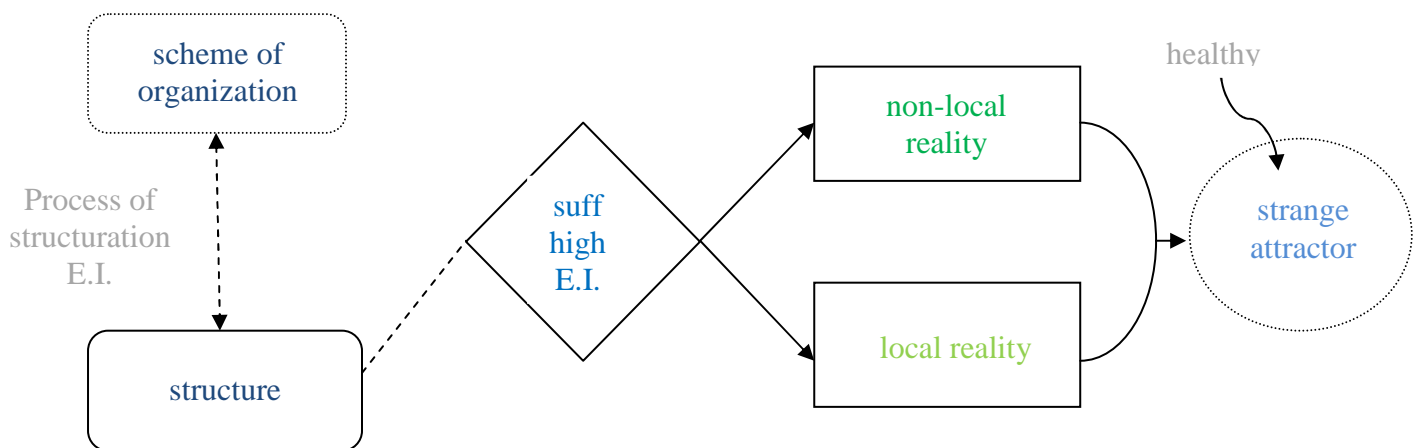 scheme of
organization
Process of
structuration
E.I.
structure
suff
high
E.I.
non-local
reality
local reality
healthy
strange
attractor